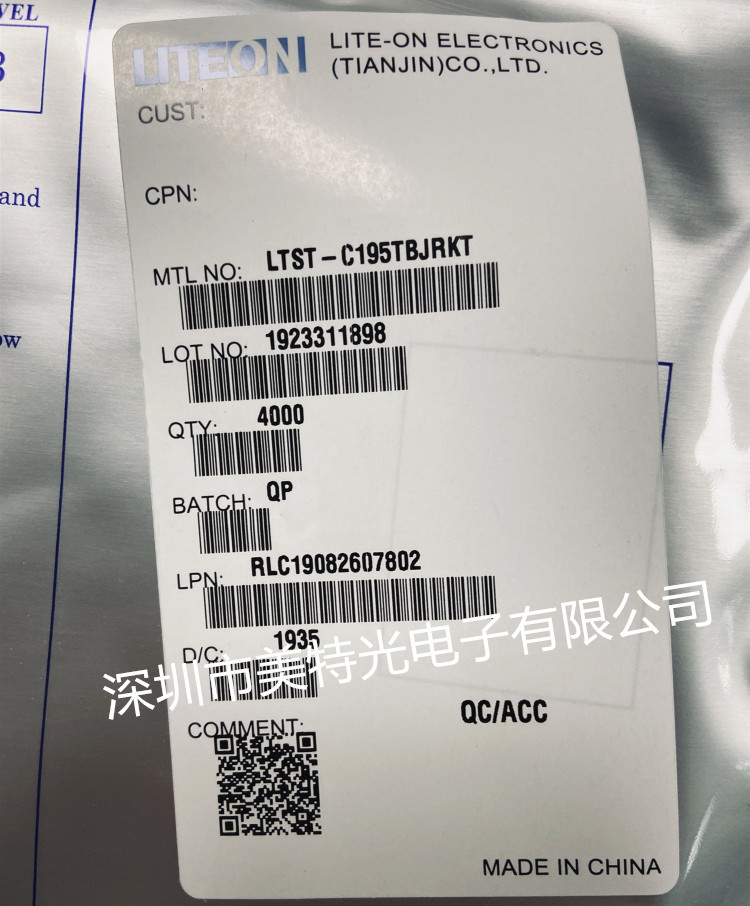 VEL
3
and
ow
LITEON
LITE-ON ELECTRONICS
(TIANJIN)CO.,LTD.
CUST:
CPN:
MTL NO: LTST-C195TBJRKT
LOT NO: 1923311898
QTY: 4000
BATCH: QP
LPN: RLC19082607802
D/C: 1935
深圳市美特光电子有限公司
COMMENT:
QC/ACC
MADE IN CHINA